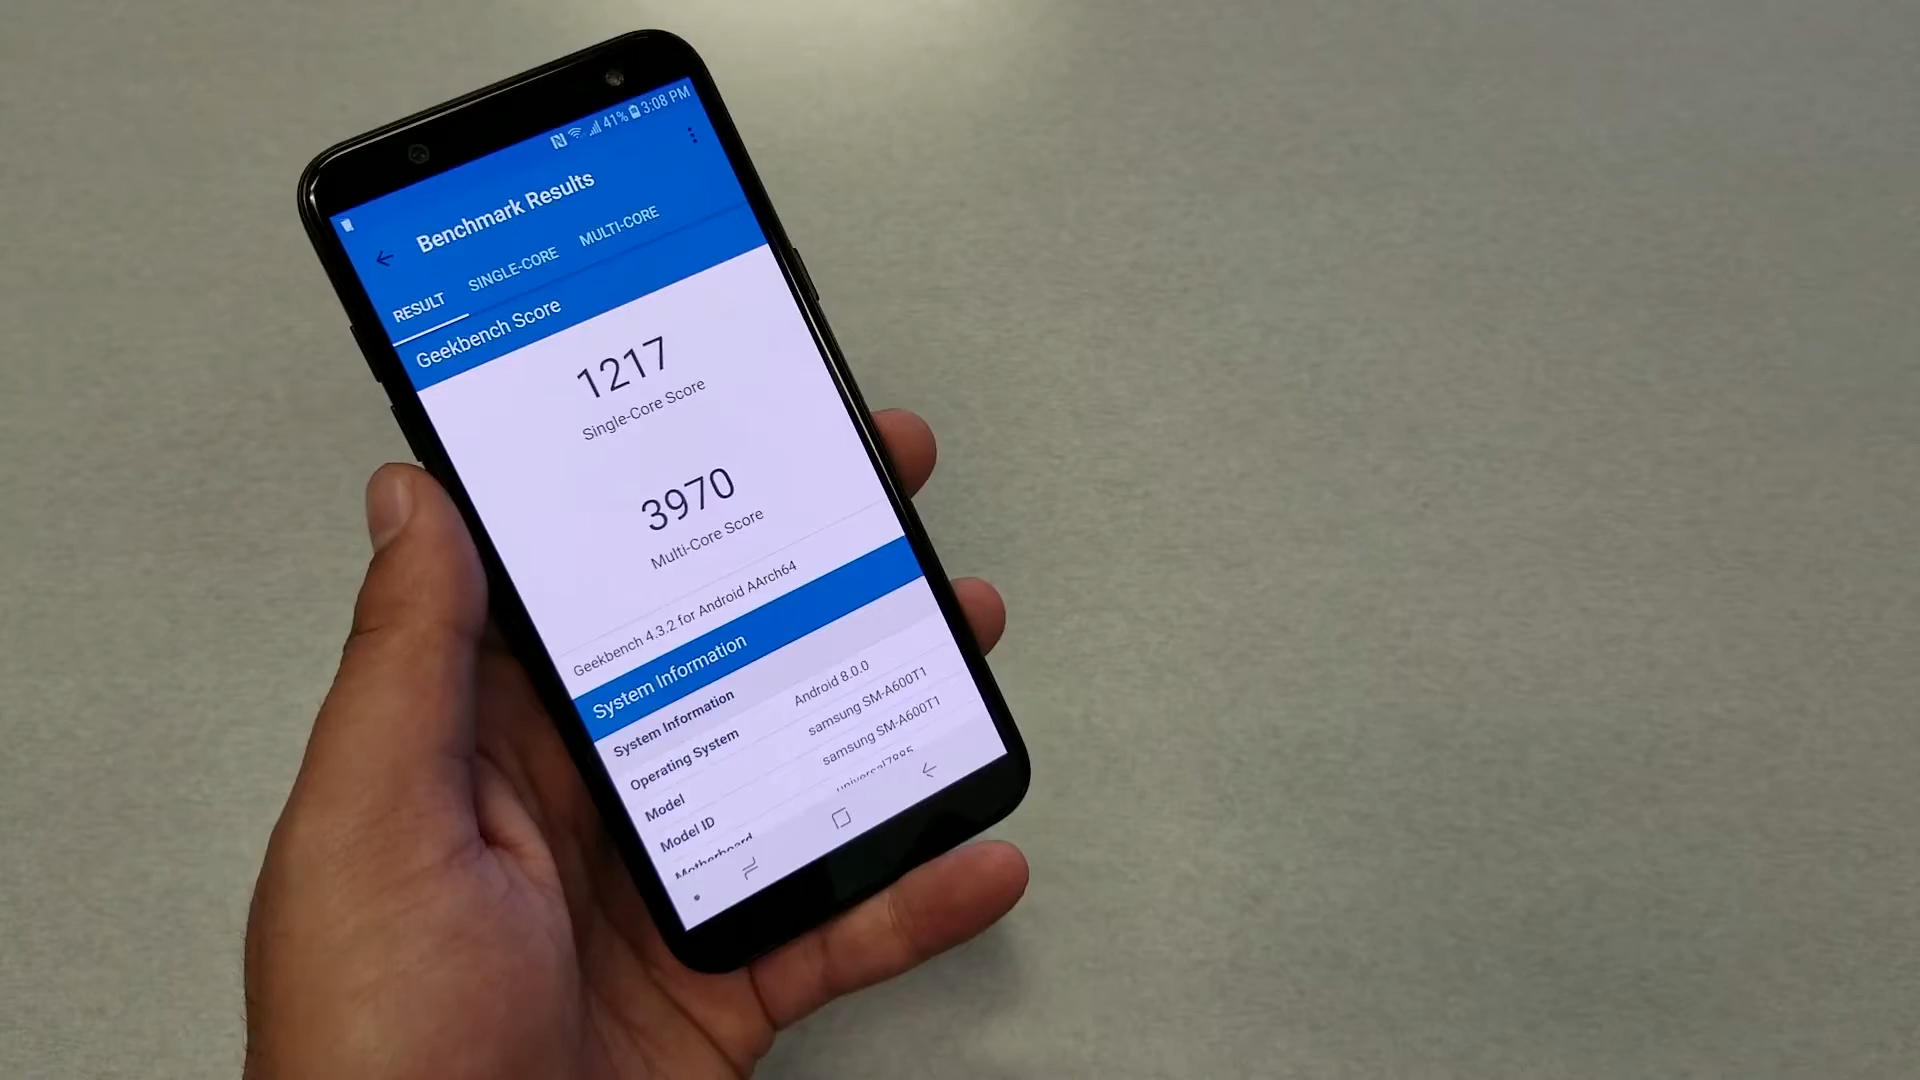 41% 3:08 PM
Benchmark Results
RESULT SINGLE-CORE MULTI-CORE
Geekbench Score
1217
Single-Core Score
3970
Multi-Core Score
Geekbench 4.3.2 for Android AArch64
System Information
System Information
Operating System Android 8.0.0
Model samsung SM-A600T1
Model ID samsung SM-A600T1
Motherboard universal7885